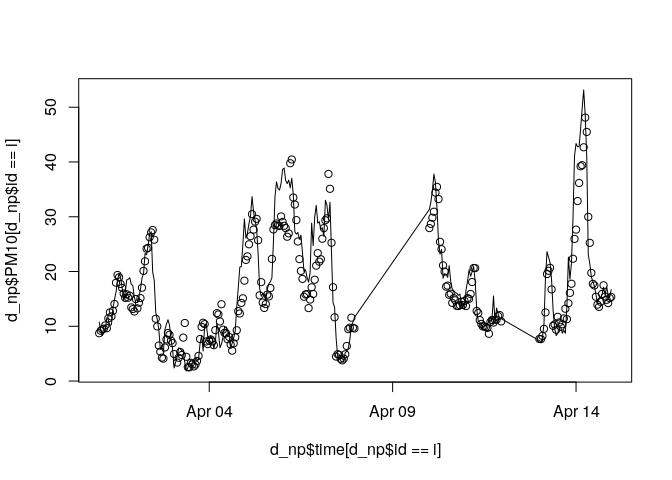 d_np$PM10[d_np$id == i]
50
40
30
20
10
0
Apr 04
Apr 09
Apr 14
d_np$time[d_np$id == i]